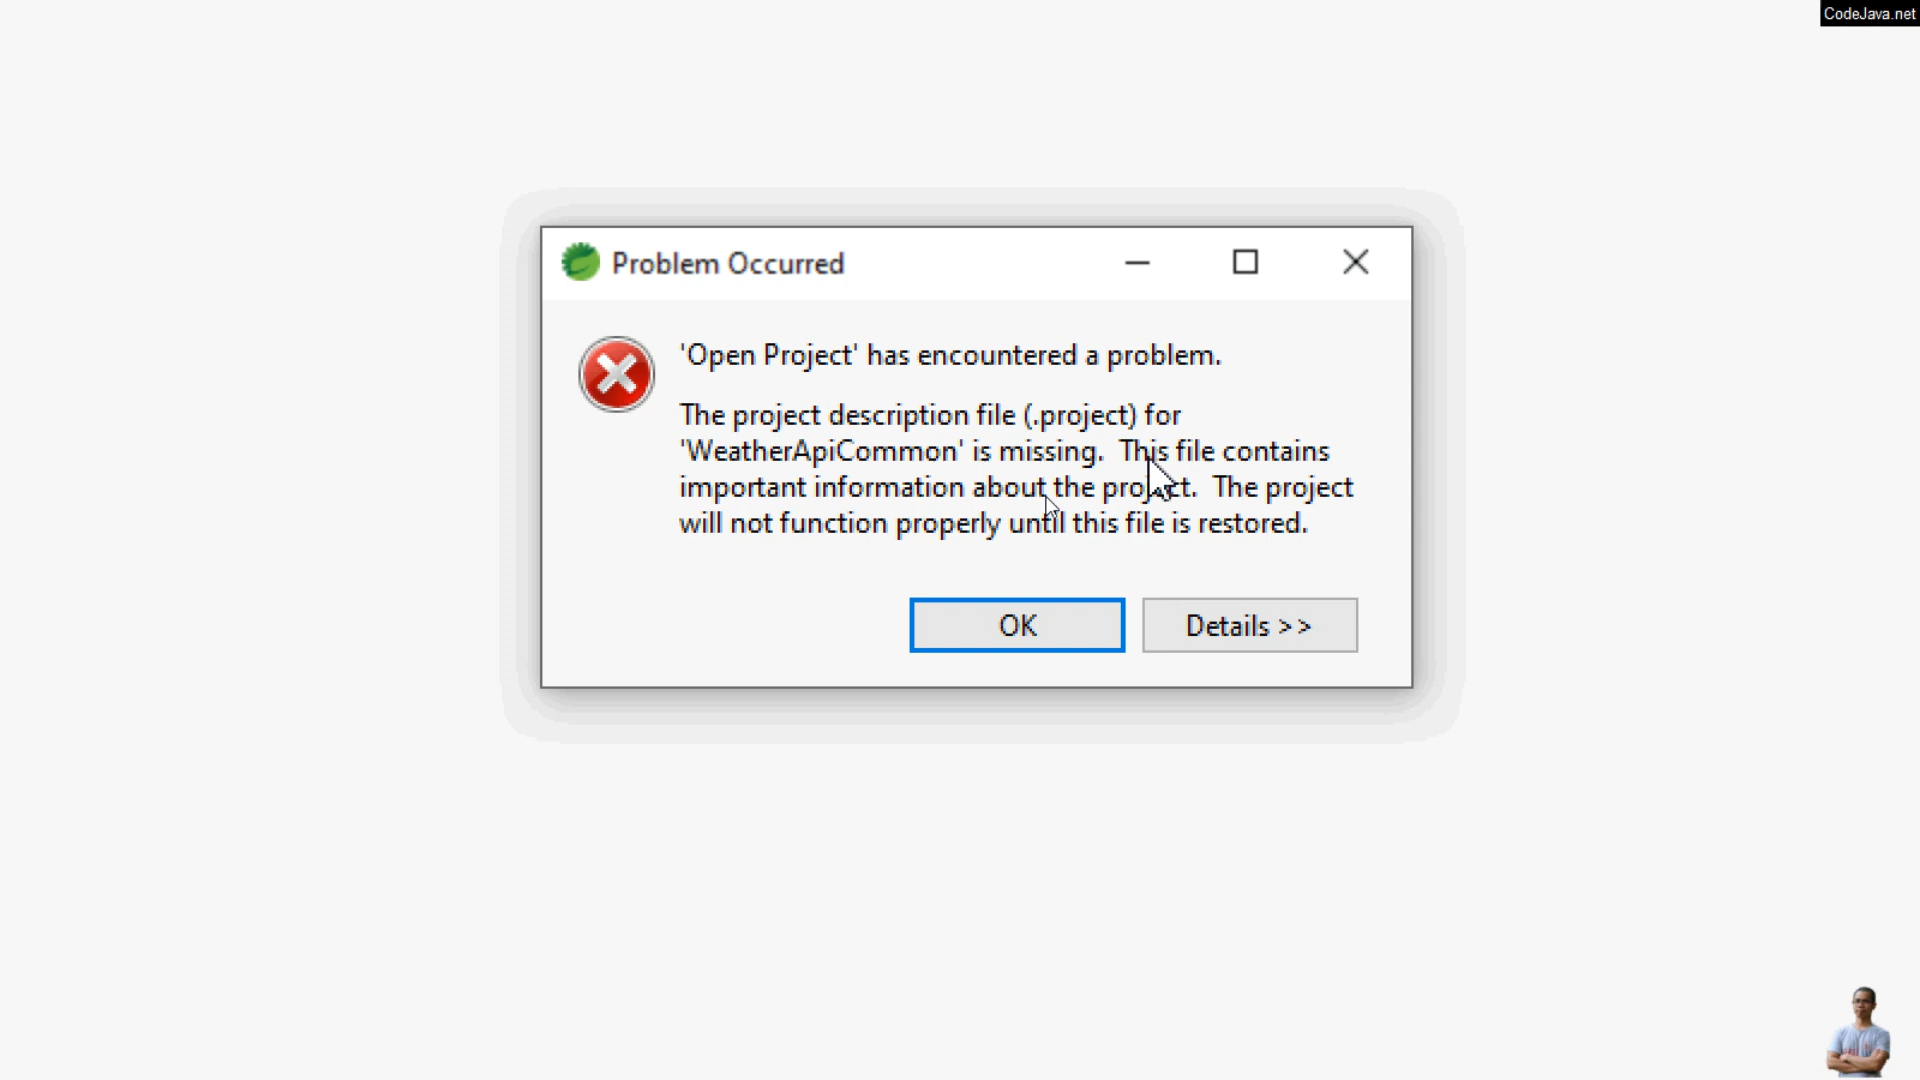 CodeJava.net
Problem Occurred
'Open Project' has encountered a problem.
The project description file (.project) for
'WeatherApiCommon' is missing.  This file contains
important information about the project.  The project
will not function properly until this file is restored.
OK
Details >>